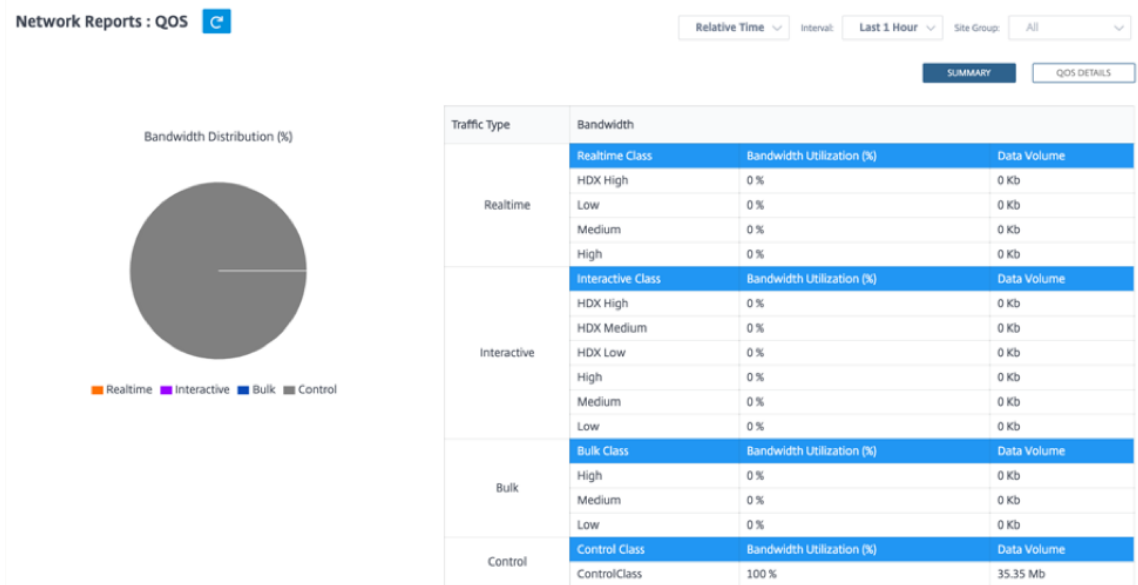 Network Reports : QOS
Relative Time Interval: Last 1 Hour Site Group: All
SUMMARY QOS DETAILS
Bandwidth Distribution (%)
Realtime Interactive Bulk Control
Traffic Type Bandwidth
Realtime
Realtime Class Bandwidth Utilization (%) Data Volume
HDX High 0 % 0 Kb
Low 0 % 0 Kb
Medium 0 % 0 Kb
High 0 % 0 Kb
Interactive
Interactive Class Bandwidth Utilization (%) Data Volume
HDX High 0 % 0 Kb
HDX Medium 0 % 0 Kb
HDX Low 0 % 0 Kb
High 0 % 0 Kb
Medium 0 % 0 Kb
Low 0 % 0 Kb
Bulk
Bulk Class Bandwidth Utilization (%) Data Volume
High 0 % 0 Kb
Medium 0 % 0 Kb
Low 0 % 0 Kb
Control
Control Class Bandwidth Utilization (%) Data Volume
ControlClass 100 % 35.35 Mb